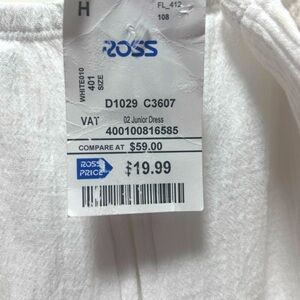 H
FL_412
108
ROSS
WHITE010
401
SIZE
D1029 C3607
VAT
02 Junior Dress
400100816585
COMPARE AT $59.00
ROSS
PRICE
$19.99